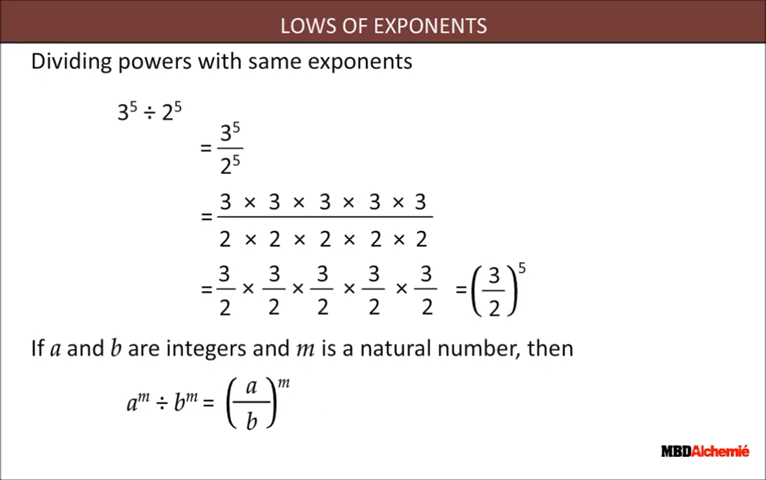 LOWS OF EXPONENTS
Dividing powers with same exponents
3⁵ ÷ 2⁵
= 3⁵/2⁵
= (3 × 3 × 3 × 3 × 3)/(2 × 2 × 2 × 2 × 2)
= 3/2 × 3/2 × 3/2 × 3/2 × 3/2 = (3/2)⁵
If a and b are integers and m is a natural number, then
aᵐ ÷ bᵐ = (a/b)ᵐ
MBDAlchemié